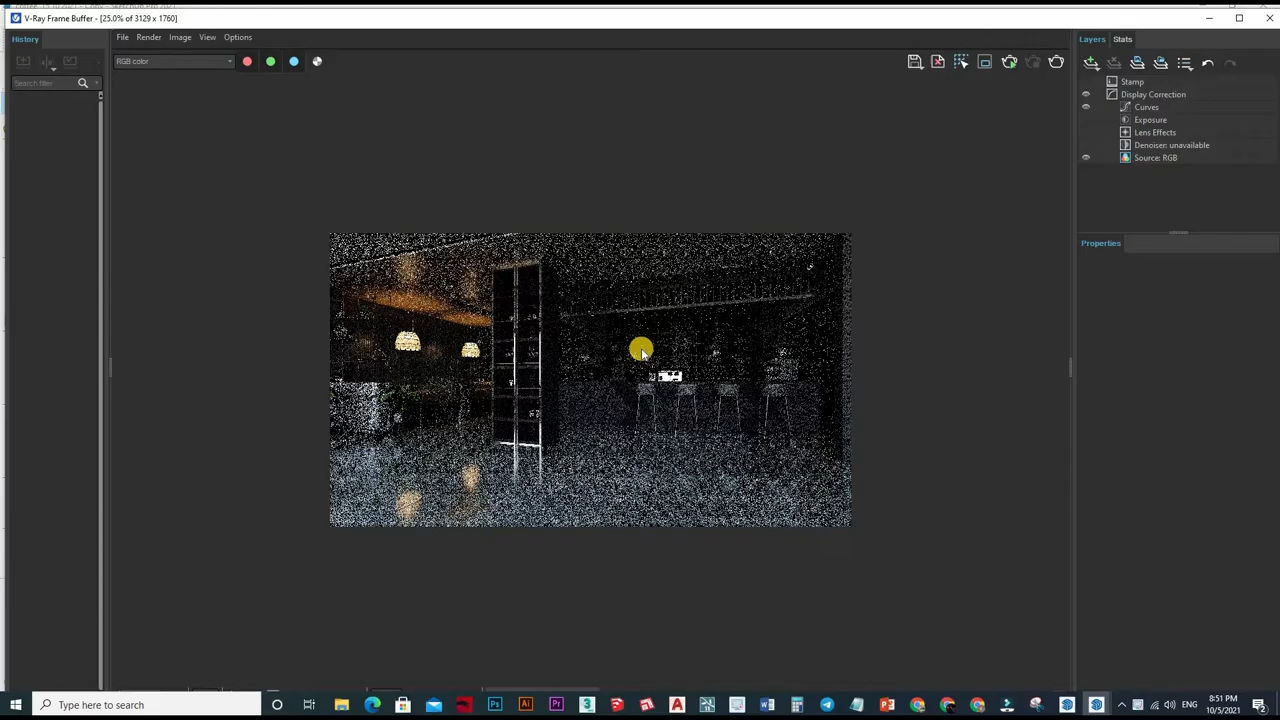 V-Ray Frame Buffer - [25.0% of 3129 x 1760]
History
File Render Image View Options
Layers Stats
RGB color
Search filter
Stamp
Display Correction
Curves
Exposure
Lens Effects
Denoiser: unavailable
Source: RGB
Properties
Type here to search
8:51 PM
10/5/2021